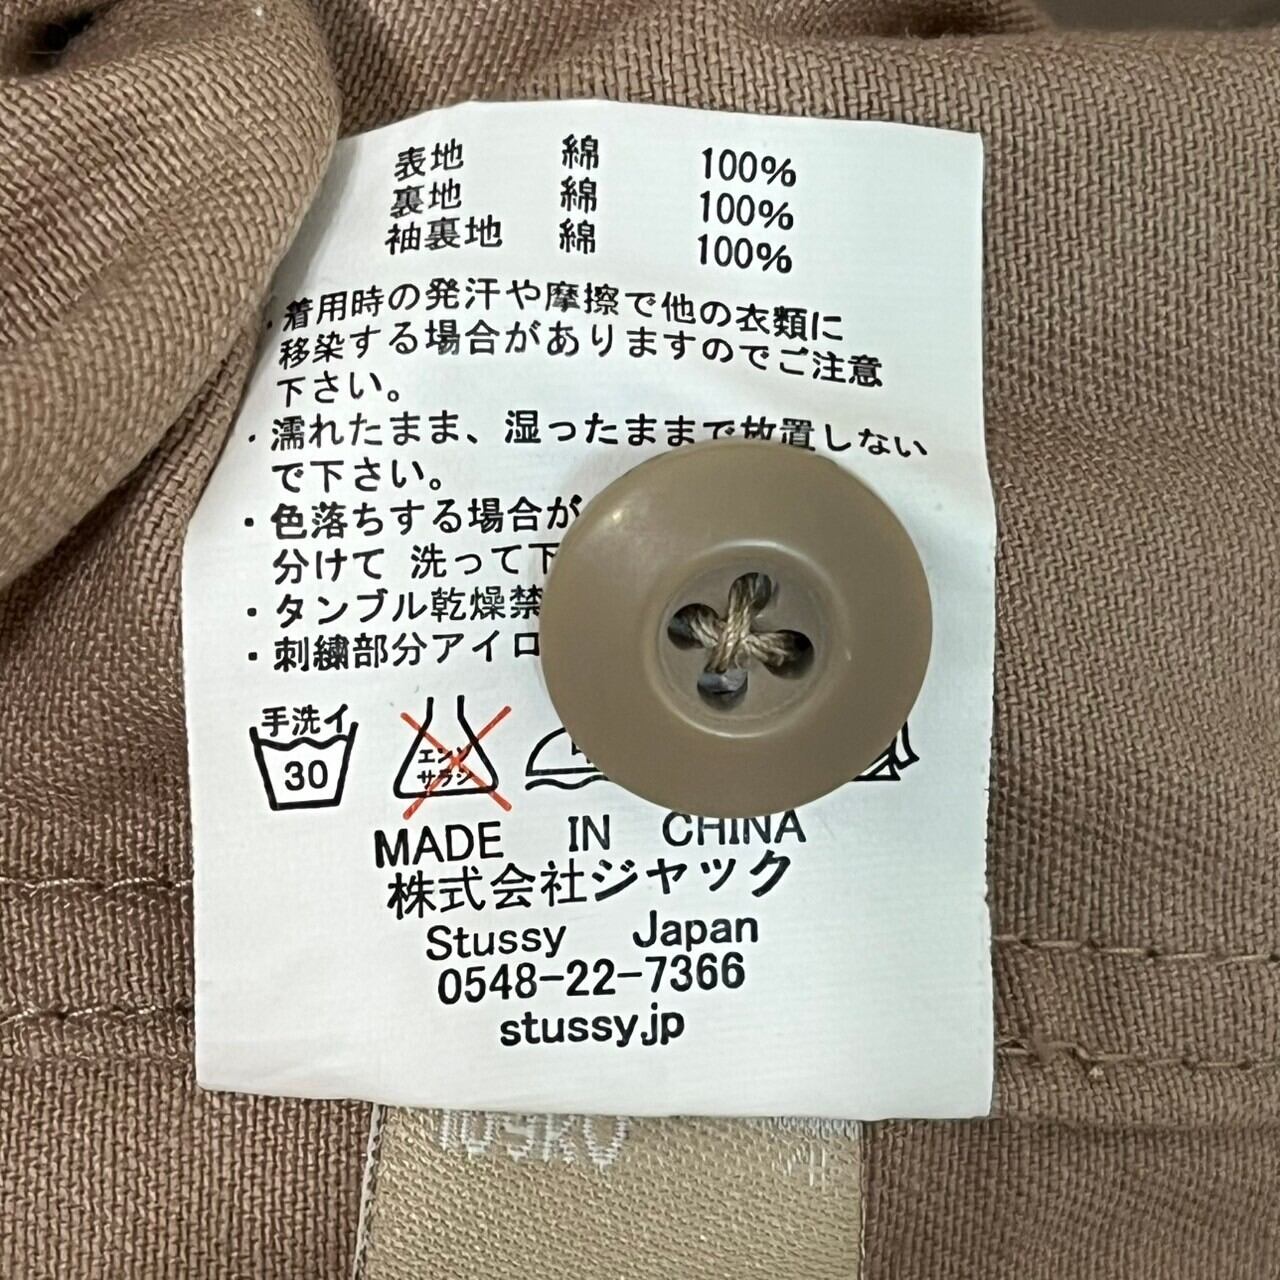 表地 綿 100%
裏地 綿 100%
袖裏地 綿 100%
・着用時の発汗や摩擦で他の衣類に
移染する場合がありますのでご注意
下さい。
・濡れたまま、湿ったままで放置しない
で下さい。
・色落ちする場合が
分けて 洗って下
・タンブル乾燥禁
・刺繍部分アイロ
手洗イ
30
エンソ
サラシ
MADE IN CHINA
株式会社ジャック
Stussy Japan
0548-22-7366
stussy.jp